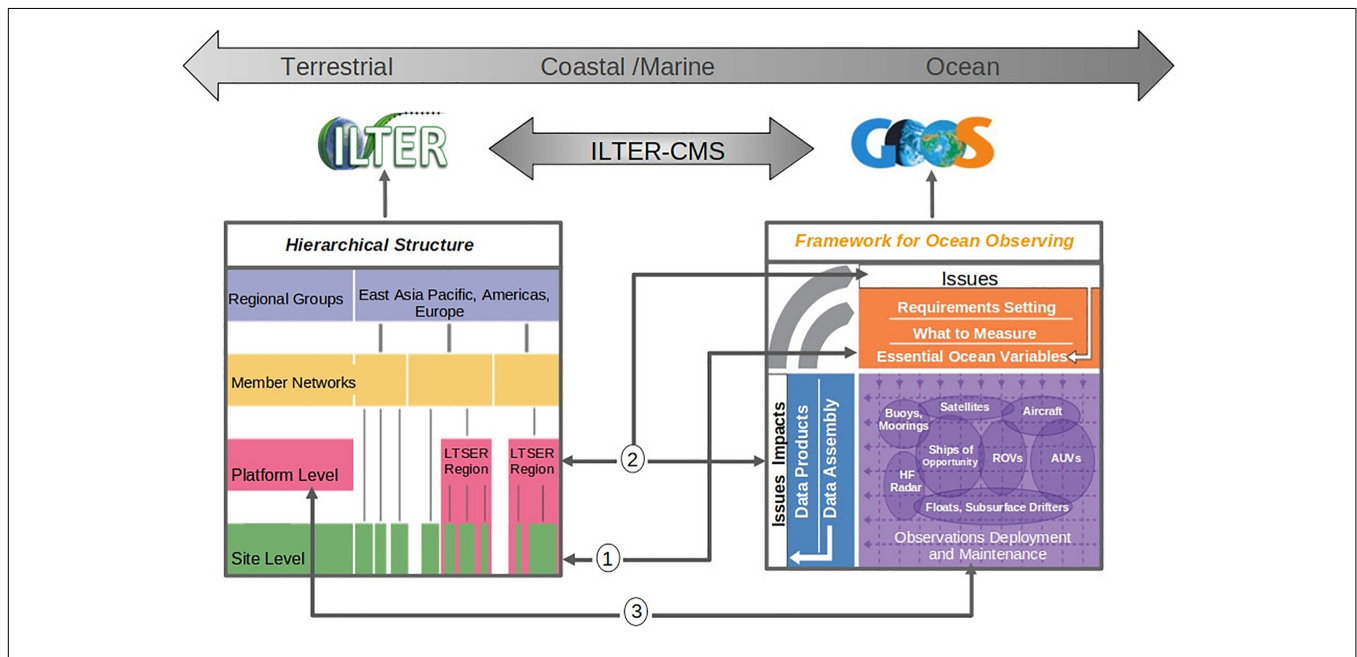 Terrestrial
Coastal /Marine
Ocean
ILTER
ILTER-CMS
GOOS
Hierarchical Structure
Regional Groups
East Asia Pacific, Americas,
Europe
Member Networks
Platform Level
LTSER
Region
LTSER
Region
Site Level
2
1
3
Framework for Ocean Observing
Issues
Requirements Setting
What to Measure
Essential Ocean Variables
Issues Impacts
Data Products
Data Assembly
Buoys,
Moorings
Satellites
Aircraft
Ships of
Opportunity
ROVs
AUVs
HF
Radar
Floats, Subsurface Drifters
Observations Deployment
and Maintenance